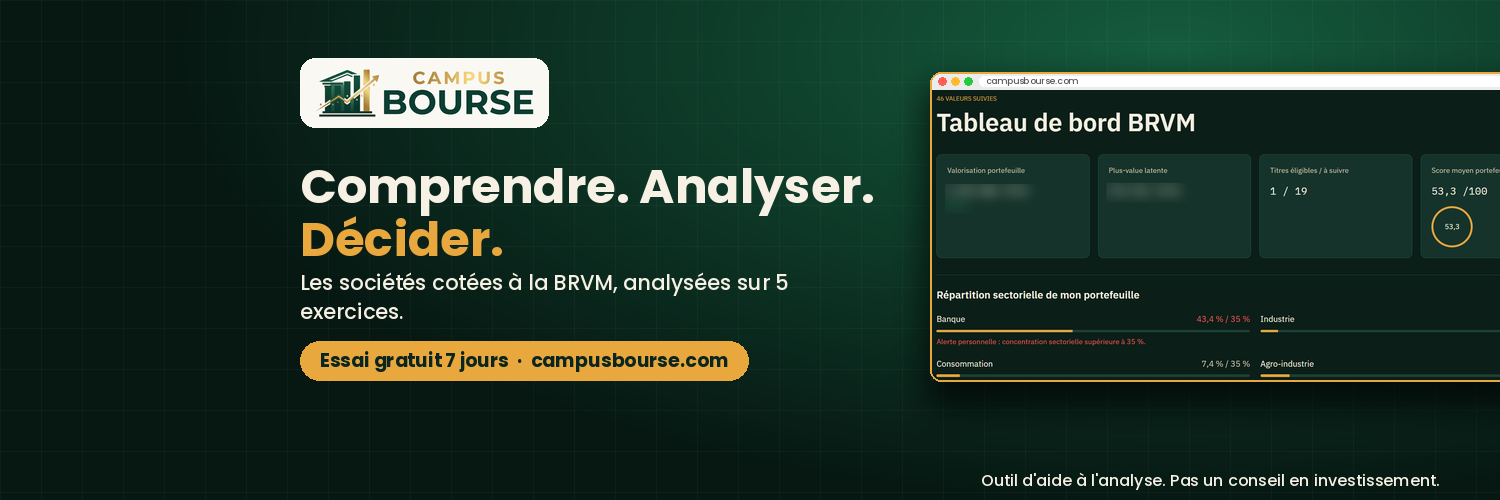 CAMPUS
BOURSE
Comprendre. Analyser.
Décider.
Les sociétés cotées à la BRVM, analysées sur 5
exercices.
Essai gratuit 7 jours · campusbourse.com
campusbourse.com
46 VALEURS SUIVIES
Tableau de bord BRVM
Valorisation portefeuille
Plus-value latente
Titres éligibles / à suivre
1 / 19
Score moyen
53,3 /100
53,3
Répartition sectorielle de mon portefeuille
Banque 43,4 % / 35 % Industrie
Alerte personnelle : concentration sectorielle supérieure à 35 %.
Consommation 7,4 % / 35 % Agro-industrie
Outil d'aide à l'analyse. Pas un conseil en investissement.